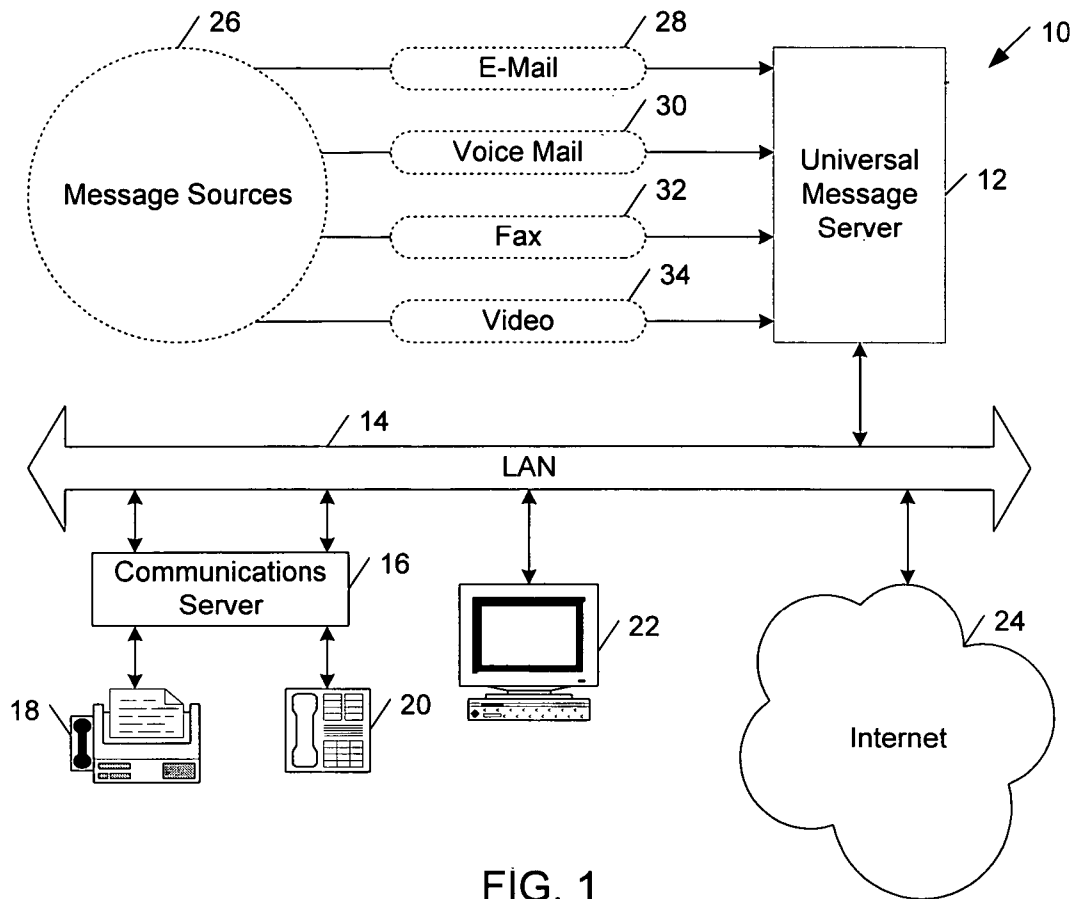 26
28
10
E-Mail
30
Voice Mail
Universal
Message
Server
12
Message Sources
32
Fax
34
Video
14
LAN
Communications
Server
16
22
24
18
20
Internet
FIG. 1